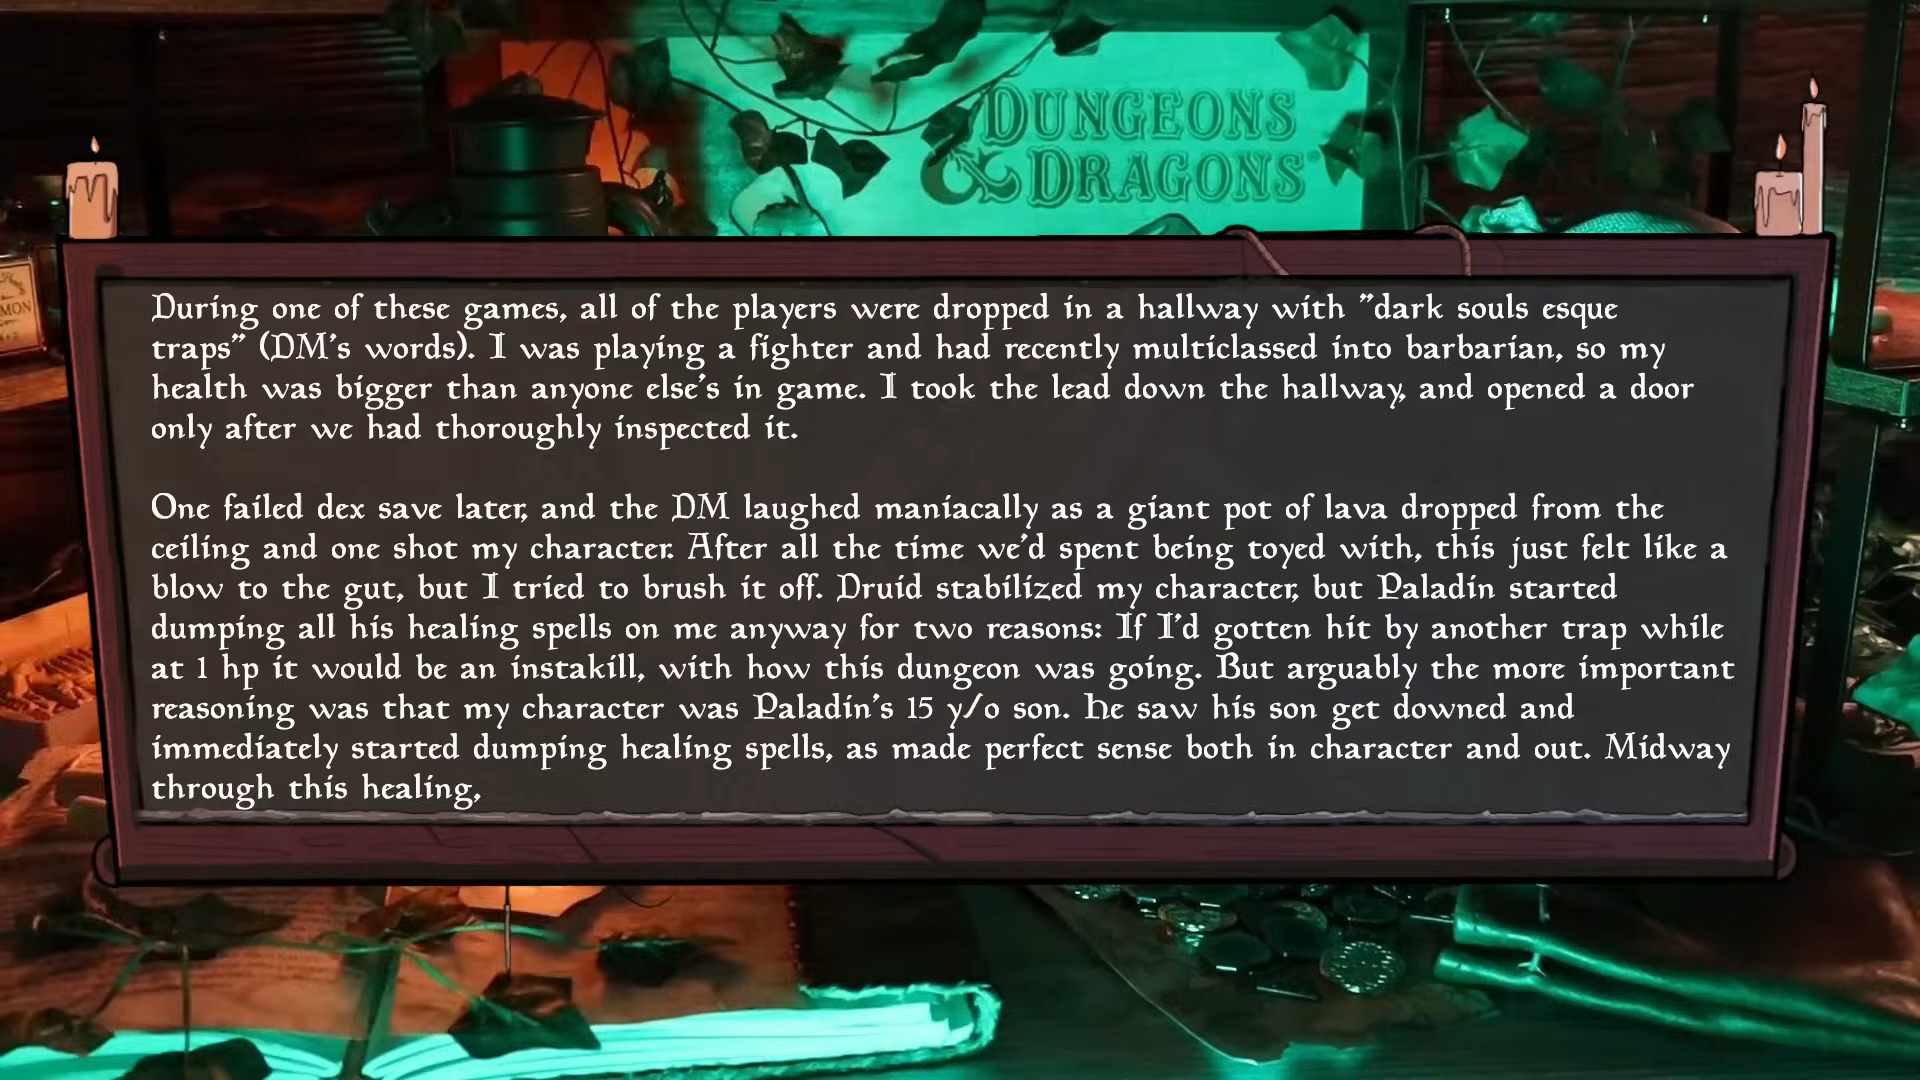 DUNGEONS
& DRAGONS
During one of these games, all of the players were dropped in a hallway with "dark souls esque
traps" (DM's words). I was playing a fighter and had recently multiclassed into barbarian, so my
health was bigger than anyone else's in game. I took the lead down the hallway, and opened a door
only after we had thoroughly inspected it.
One failed dex save later, and the DM laughed maniacally as a giant pot of lava dropped from the
ceiling and one shot my character. After all the time we'd spent being toyed with, this just felt like a
blow to the gut, but I tried to brush it off. Druid stabilized my character, but Paladin started
dumping all his healing spells on me anyway for two reasons: If I'd gotten hit by another trap while
at 1 hp it would be an instakill, with how this dungeon was going. But arguably the more important
reasoning was that my character was Paladin's 15 y/o son. He saw his son get downed and
immediately started dumping healing spells, as made perfect sense both in character and out. Midway
through this healing,